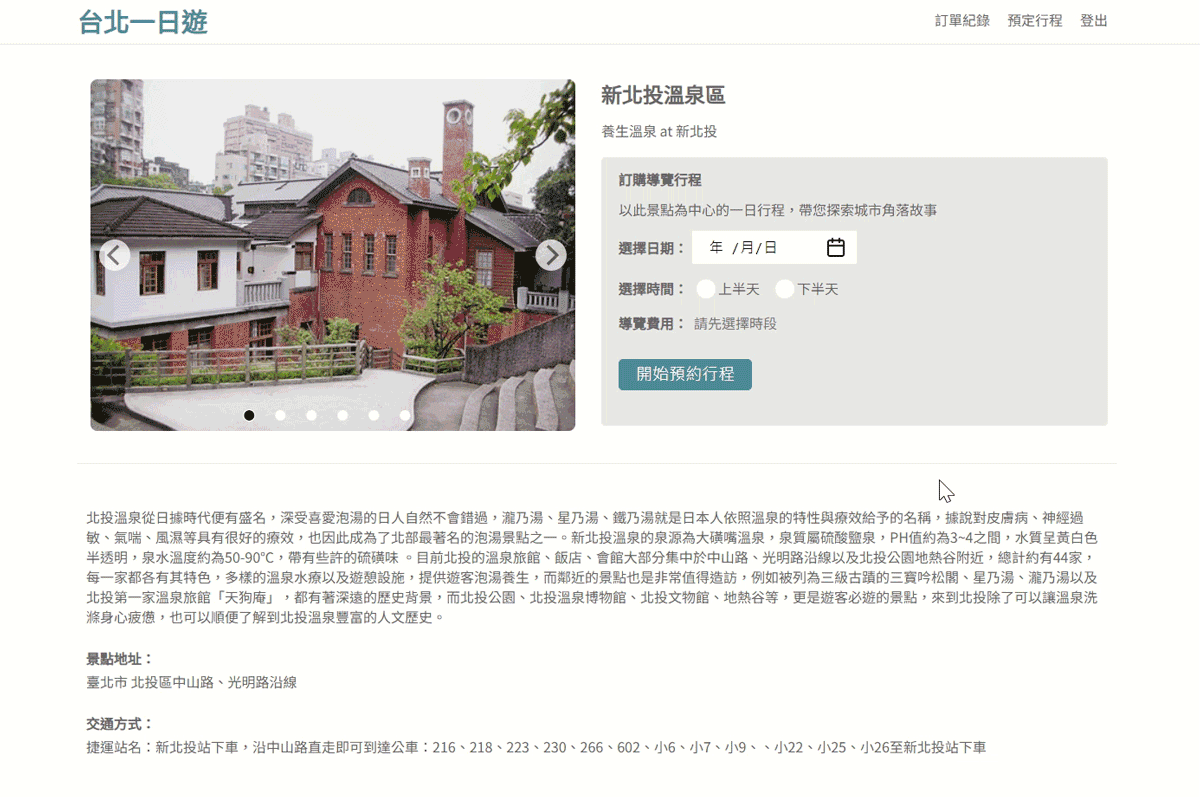 台北一日遊
訂單紀錄 預定行程 登出
新北投溫泉區
養生溫泉 at 新北投
訂購導覽行程
以此景點為中心的一日行程，帶您探索城市角落故事
選擇日期： 年 /月/日
選擇時間： 上半天 下半天
導覽費用： 請先選擇時段
開始預約行程
北投溫泉從日據時代便有盛名，深受喜愛泡湯的日人自然不會錯過，瀧乃湯、星乃湯、鐵乃湯就是日本人依照溫泉的特性與療效給予的名稱，據說對皮膚病、神經過
敏、氣喘、風濕等具有很好的療效，也因此成為了北部最著名的泡湯景點之一。新北投溫泉的泉源為大磺嘴溫泉，泉質屬硫酸鹽泉，PH值約為3~4之間，水質呈黃白色
半透明，泉水溫度約為50-90℃，帶有些許的硫磺味 。目前北投的溫泉旅館、飯店、會館大部分集中於中山路、光明路沿線以及北投公園地熱谷附近，總計約有44家，
每一家都各有其特色，多樣的溫泉水療以及遊憩設施，提供遊客泡湯養生，而鄰近的景點也是非常值得造訪，例如被列為三級古蹟的三寶吟松閣、星乃湯、瀧乃湯以及
北投第一家溫泉旅館「天狗庵」，都有著深遠的歷史背景，而北投公園、北投溫泉博物館、北投文物館、地熱谷等，更是遊客必遊的景點，來到北投除了可以讓溫泉洗
滌身心疲憊，也可以順便了解到北投溫泉豐富的人文歷史。
景點地址：
臺北市 北投區中山路、光明路沿線
交通方式：
捷運站名：新北投站下車，沿中山路直走即可到達公車：216、218、223、230、266、602、小6、小7、小9、、小22、小25、小26至新北投站下車